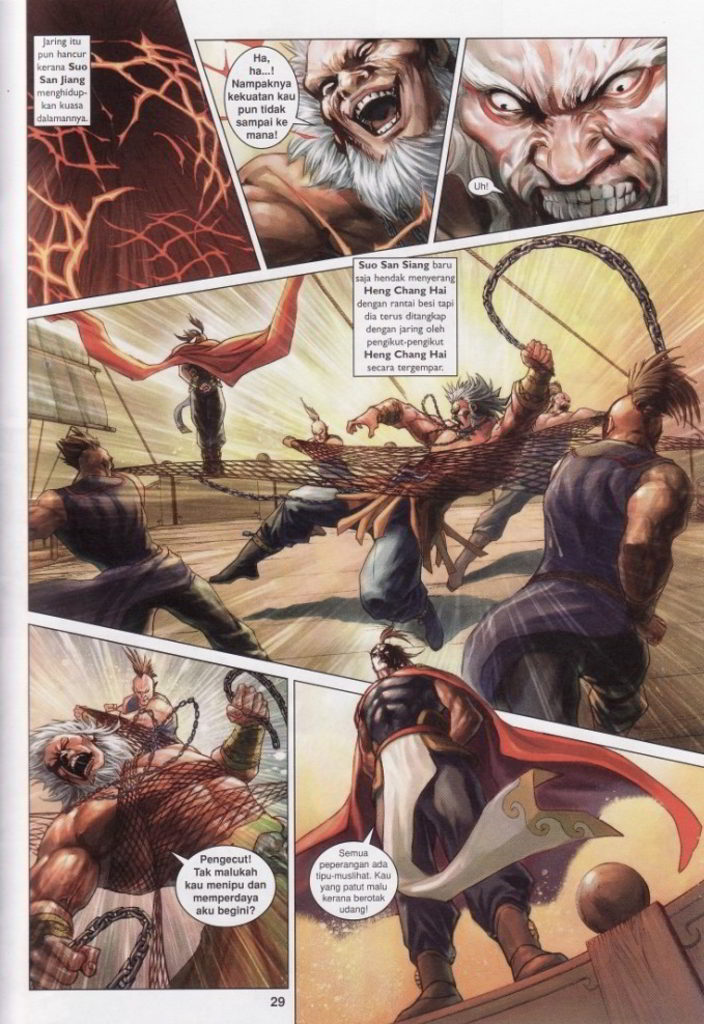 Jaring itu
pun hancur
kerana Suo
San Jiang
menghidup-
kan kuasa
dalamannya.
Ha,
ha...!
Nampaknya
kekuatan kau
pun tidak
sampai ke
mana!
Uh!
Suo San Siang baru
saja hendak menyerang
Heng Chang Hai
dengan rantai besi tapi
dia terus ditangkap
dengan jaring oleh
pengikut-pengikut
Heng Chang Hai
secara tergempar.
Pengecut!
Tak malukah
kau menipu dan
memperdaya
aku begini?
Semua
peperangan ada
tipu-muslihat. Kau
yang patut malu
kerana berotak
udang!
29